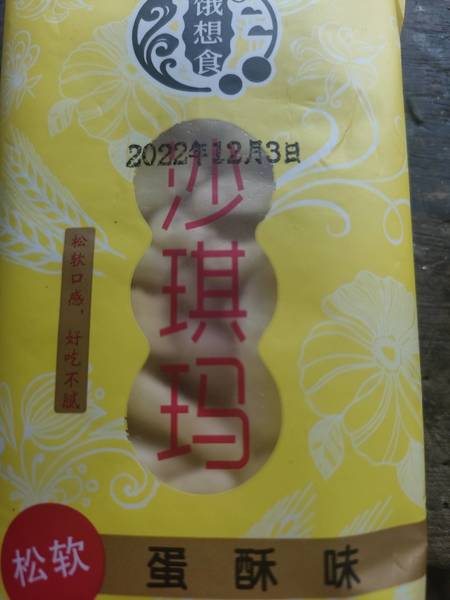 饿想食
2022年12月3日
沙琪玛
松软口感，好吃不腻
松软
蛋酥味